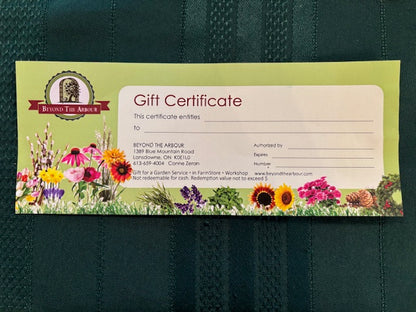 BEYOND THE ARBOUR
Gift Certificate
This certificate entitles
to
BEYOND THE ARBOUR
1389 Blue Mountain Road
Lansdowne, ON K0E1L0
613-659-4004 Connie Zeran
Authorized by
Expires
Number
Gift for a Garden Service • in FarmStore • Workshop www.beyondthearbour.com
Not redeemable for cash. Redemption value not to exceed $